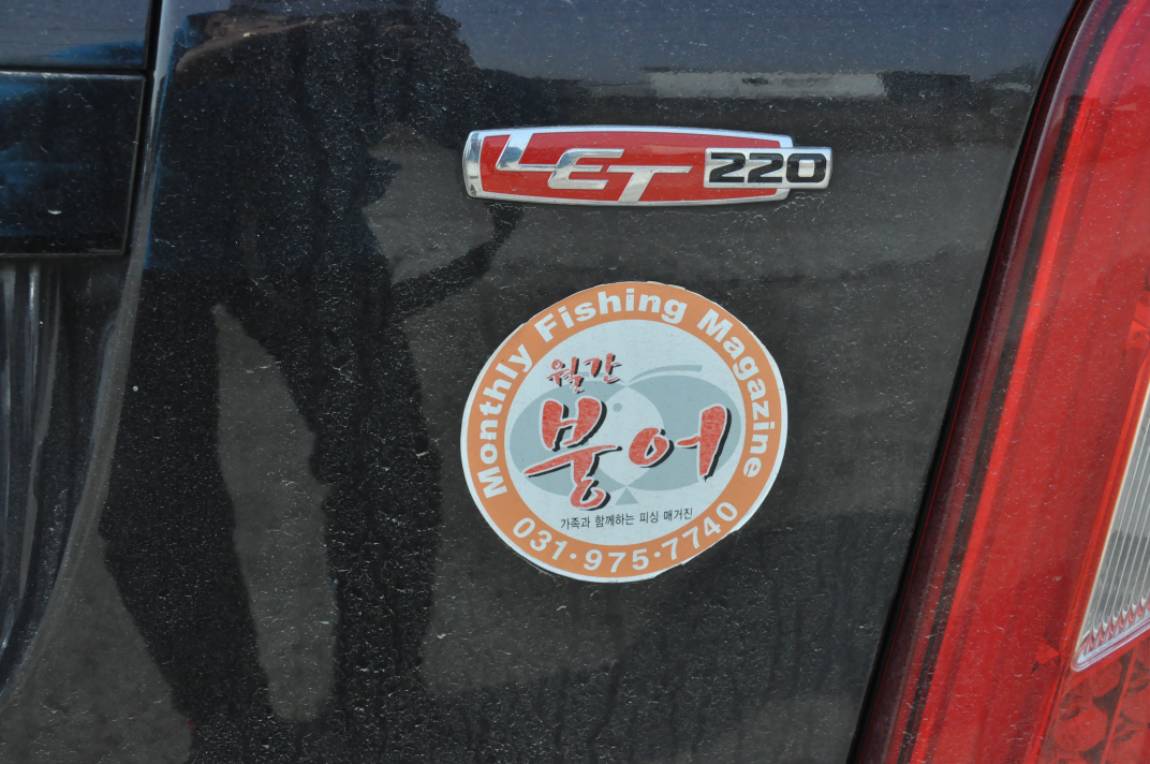 LET 220
Monthly Fishing Magazine
월간
붕어
가족과 함께하는 피싱 매거진
031·975·7740